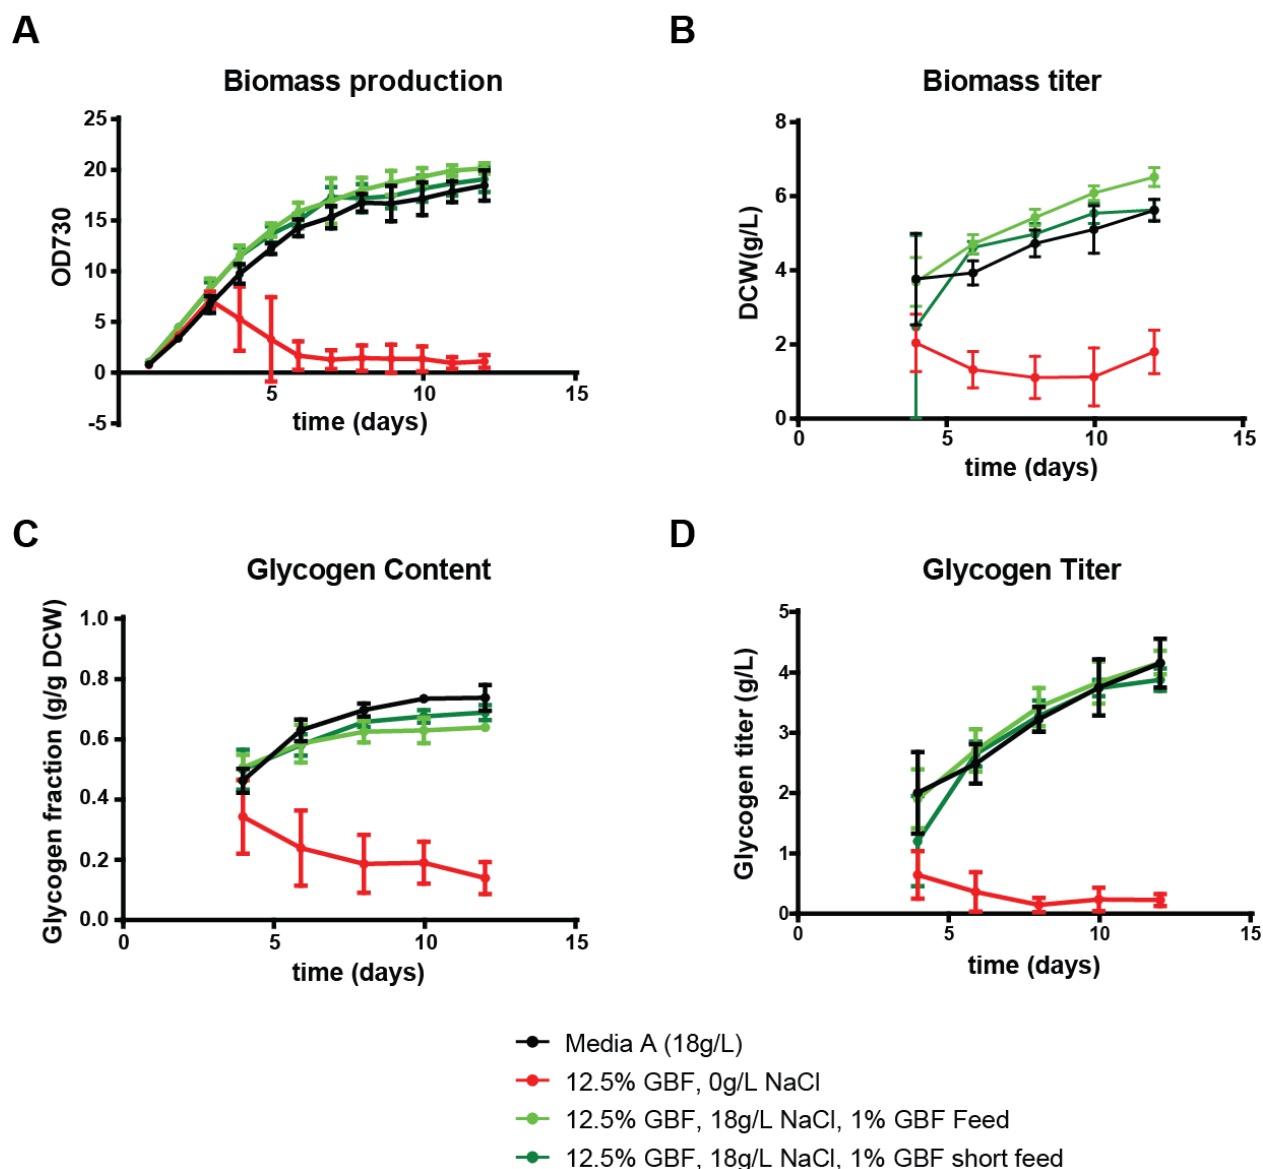 A
Biomass production
OD730
25
20
15
10
5
0
-5
5
10
15
time (days)
B
Biomass titer
DCW(g/L)
8
6
4
2
0
0
5
10
15
time (days)
C
Glycogen Content
Glycogen fraction (g/g DCW)
1.0
0.8
0.6
0.4
0.2
0.0
0
5
10
15
time (days)
D
Glycogen Titer
Glycogen titer (g/L)
5
4
3
2
1
0
0
5
10
15
time (days)
Media A (18g/L)
12.5% GBF, 0g/L NaCl
12.5% GBF, 18g/L NaCl, 1% GBF Feed
12.5% GBF, 18g/L NaCl, 1% GBF short feed